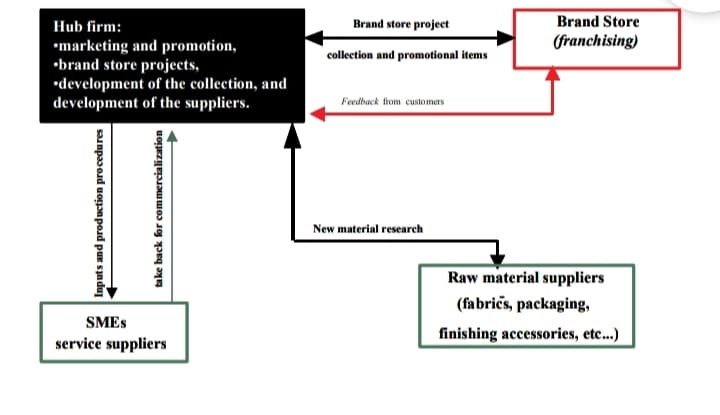 Hub firm:
•marketing and promotion,
•brand store projects,
•development of the collection, and
development of the suppliers.
Brand store project
collection and promotional items
Brand Store
(franchising)
Feedback from customers
Inputs and production procedures
take back for commercialization
New material research
SMEs
service suppliers
Raw material suppliers
(fabrics, packaging,
finishing accessories, etc...)